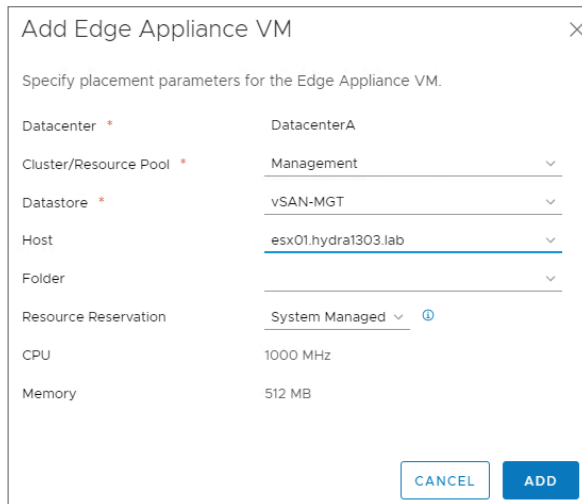 Add Edge Appliance VM
Specify placement parameters for the Edge Appliance VM.
Datacenter * DatacenterA
Cluster/Resource Pool * Management
Datastore * vSAN-MGT
Host esx01.hydra1303.lab
Folder
Resource Reservation System Managed
CPU 1000 MHz
Memory 512 MB
CANCEL ADD